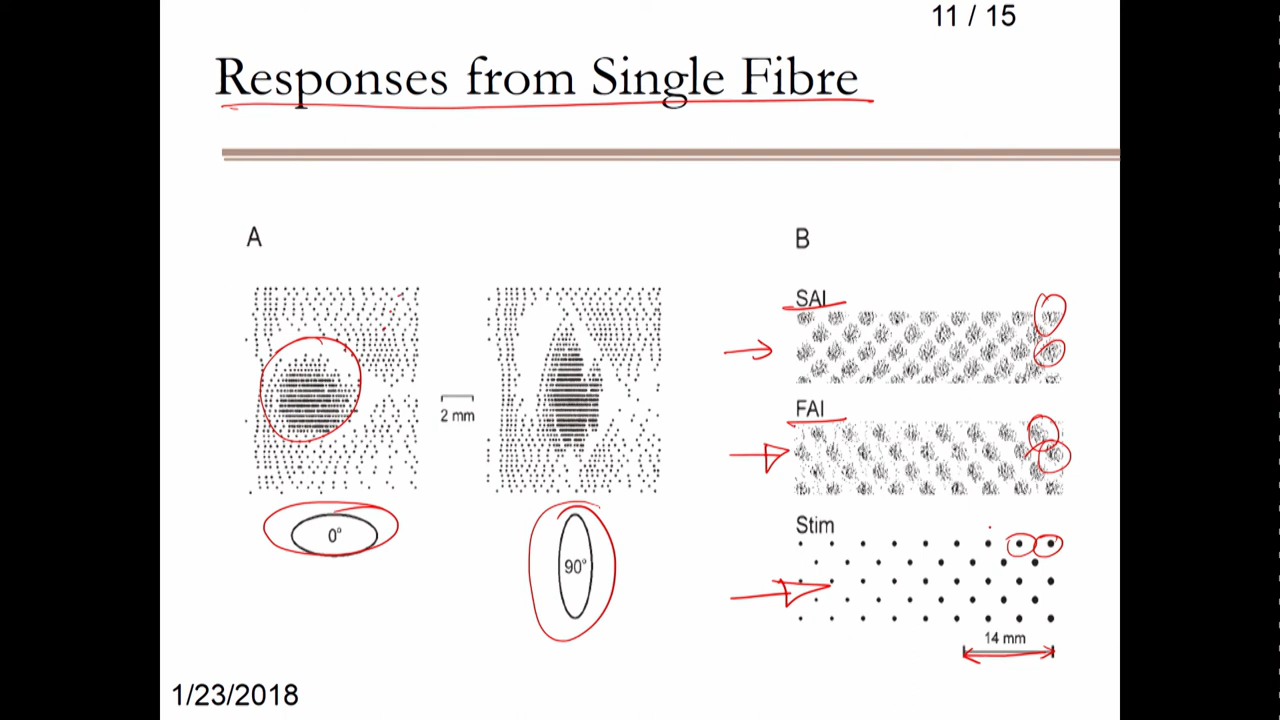 11 / 15
Responses from Single Fibre
A
B
SAI
2 mm
FAI
0°
90°
Stim
14 mm
1/23/2018